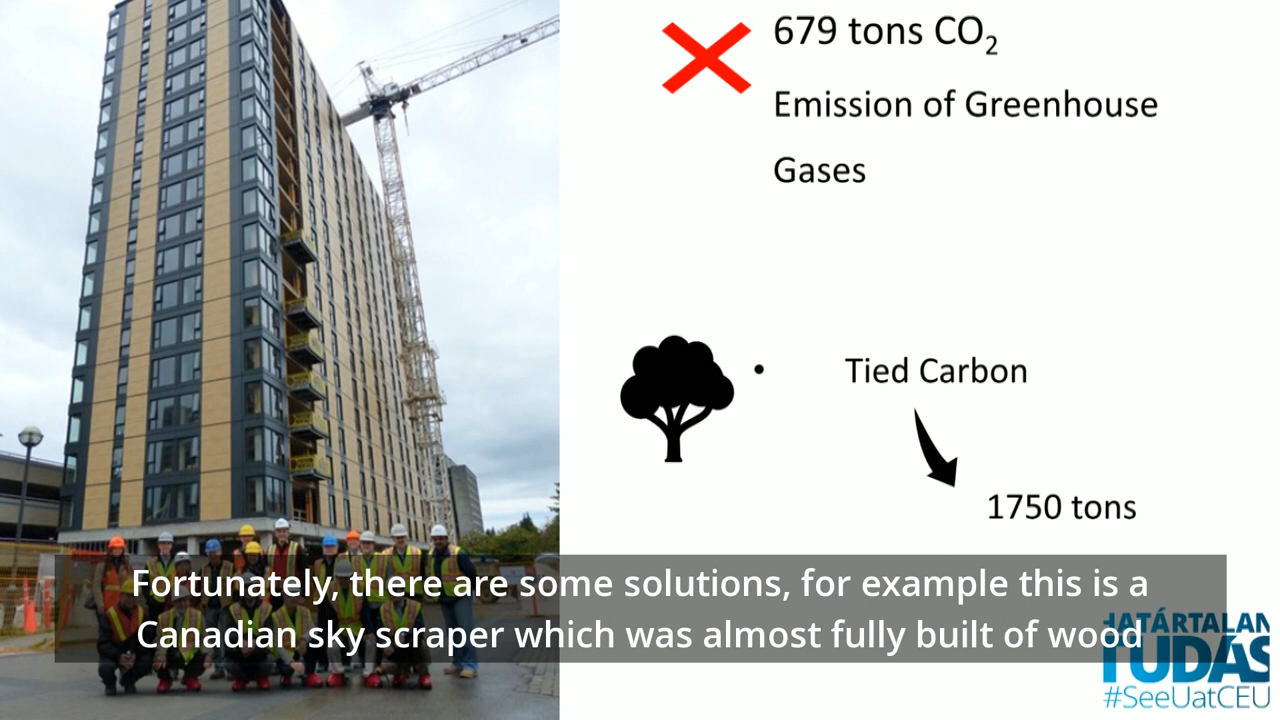 679 tons CO₂
Emission of Greenhouse
Gases
Tied Carbon
1750 tons
Fortunately, there are some solutions, for example this is a
Canadian sky scraper which was almost fully built of wood
HATÁRTALAN
TUDÁS
#SeeUatCEU